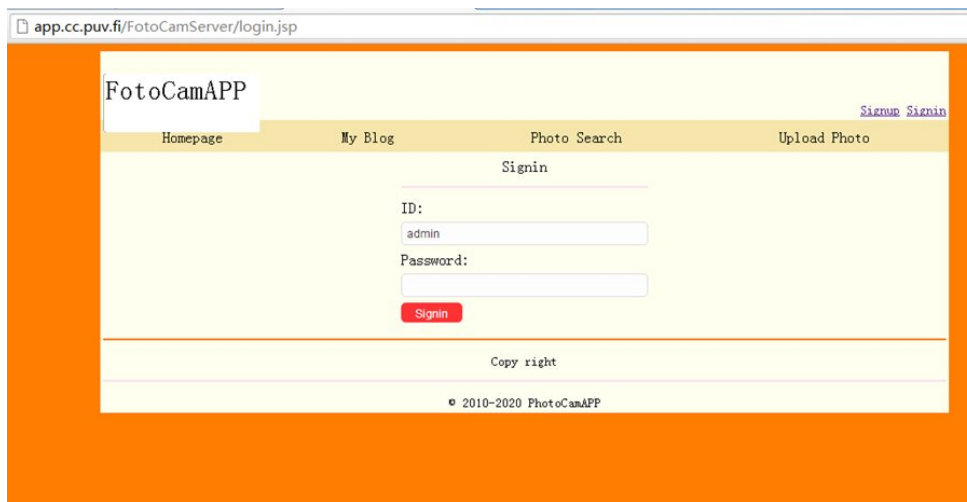 app.cc.puv.fi/FotoCamServer/login.jsp
FotoCamAPP
Signup Signin
Homepage My Blog Photo Search Upload Photo
Signin
ID:
admin
Password:
Signin
Copy right
© 2010-2020 PhotoCamAPP